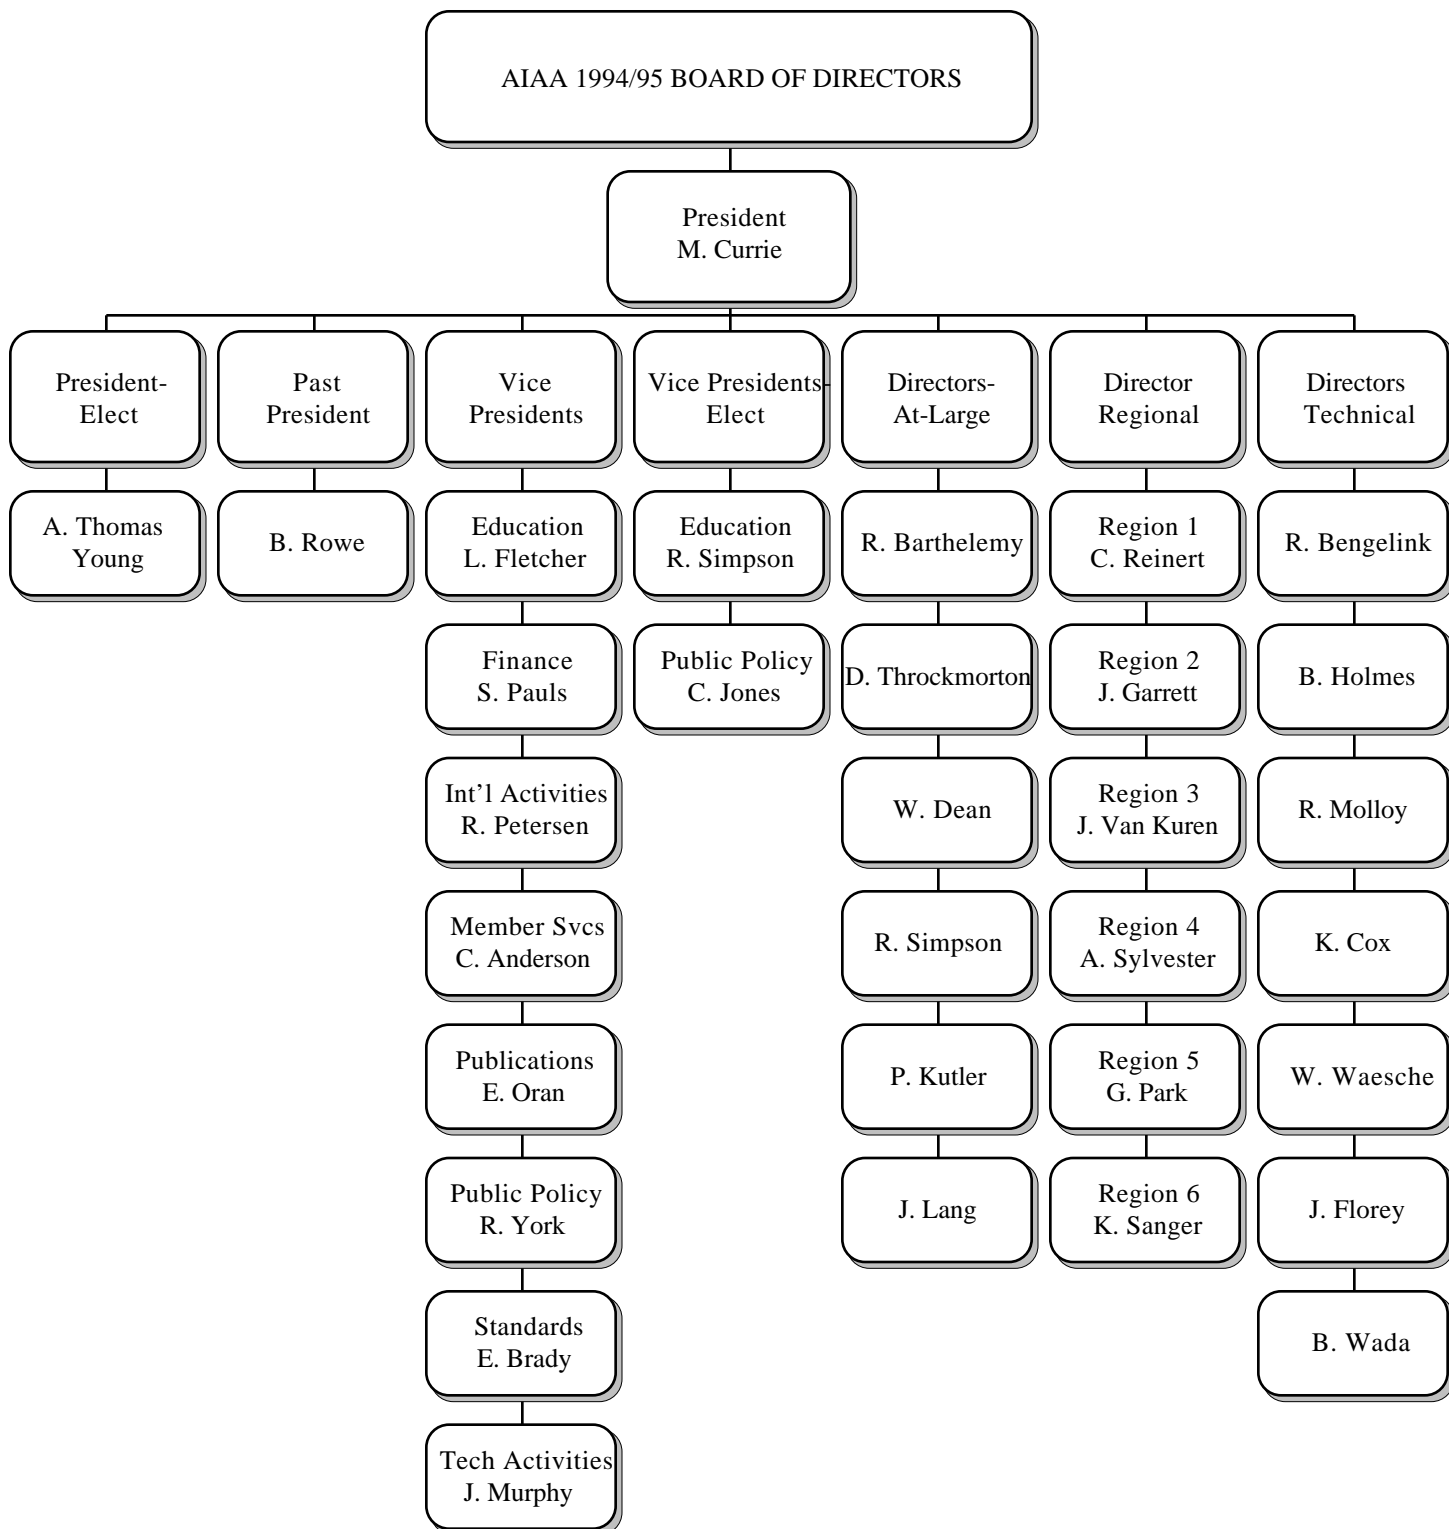 AIAA 1994/95 BOARD OF DIRECTORS
President
M. Currie
President-
Elect
Past
President
Vice
Presidents
Vice Presidents-
Elect
Directors-
At-Large
Director
Regional
Directors
Technical
A. Thomas
Young
B. Rowe
Education
L. Fletcher
Education
R. Simpson
R. Barthelemy
Region 1
C. Reinert
R. Bengelink
Finance
S. Pauls
Public Policy
C. Jones
D. Throckmorton
Region 2
J. Garrett
B. Holmes
Int’l Activities
R. Petersen
W. Dean
Region 3
J. Van Kuren
R. Molloy
Member Svcs
C. Anderson
R. Simpson
Region 4
A. Sylvester
K. Cox
Publications
E. Oran
P. Kutler
Region 5
G. Park
W. Waesche
Public Policy
R. York
J. Lang
Region 6
K. Sanger
J. Florey
Standards
E. Brady
B. Wada
Tech Activities
J. Murphy